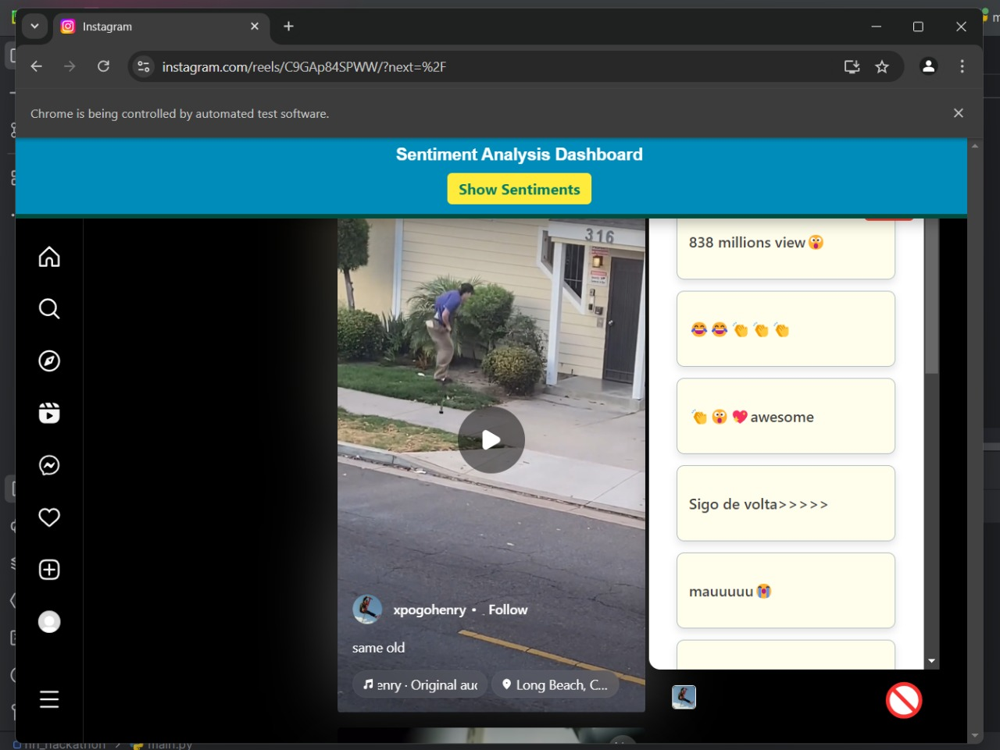 Instagram
instagram.com/reels/C9GAp84SPWW/?next=%2F
Chrome is being controlled by automated test software.
Sentiment Analysis Dashboard
Show Sentiments
316
838 millions view😲
😂😂👏👏👏
👏😲💖awesome
Sigo de volta>>>>>
mauuuuu😭
xpogohenry • Follow
same old
enry · Original auc
Long Beach, C...
main.py